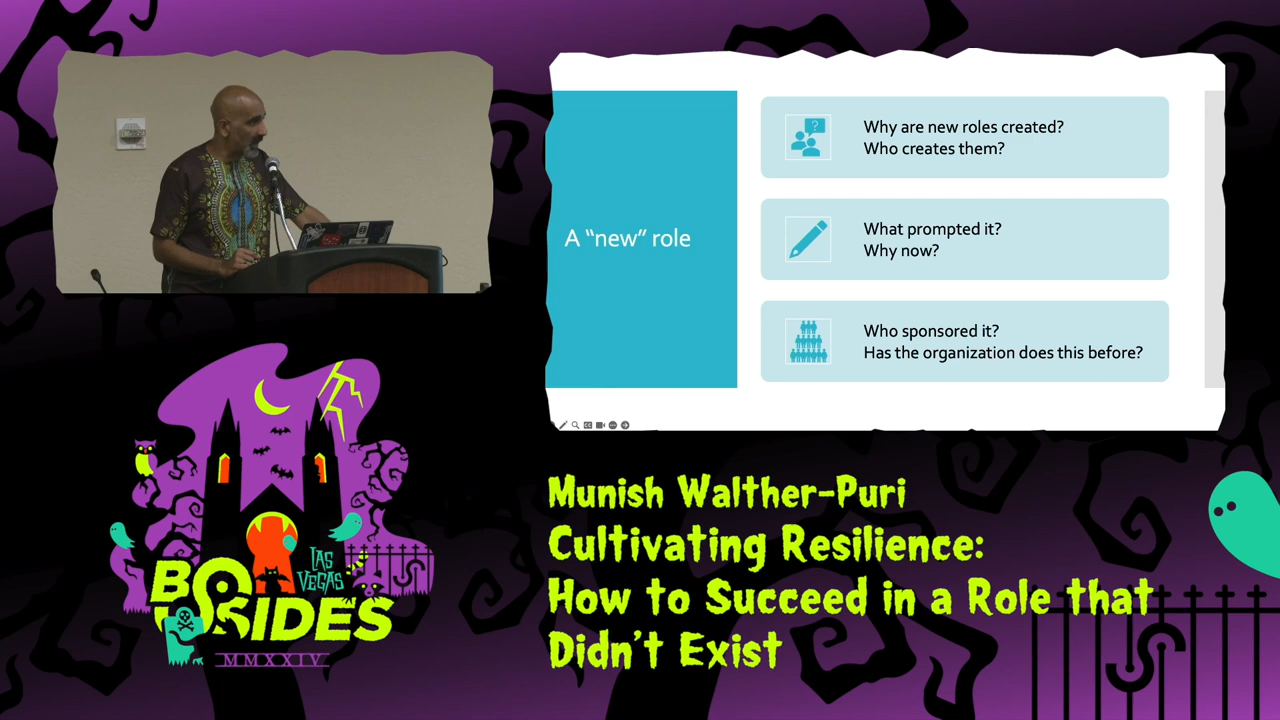 A “new” role
Why are new roles created?
Who creates them?
What prompted it?
Why now?
Who sponsored it?
Has the organization does this before?
BSIDES
LAS
VEGAS
MMXXIV
Munish Walther-Puri
Cultivating Resilience:
How to Succeed in a Role that
Didn't Exist